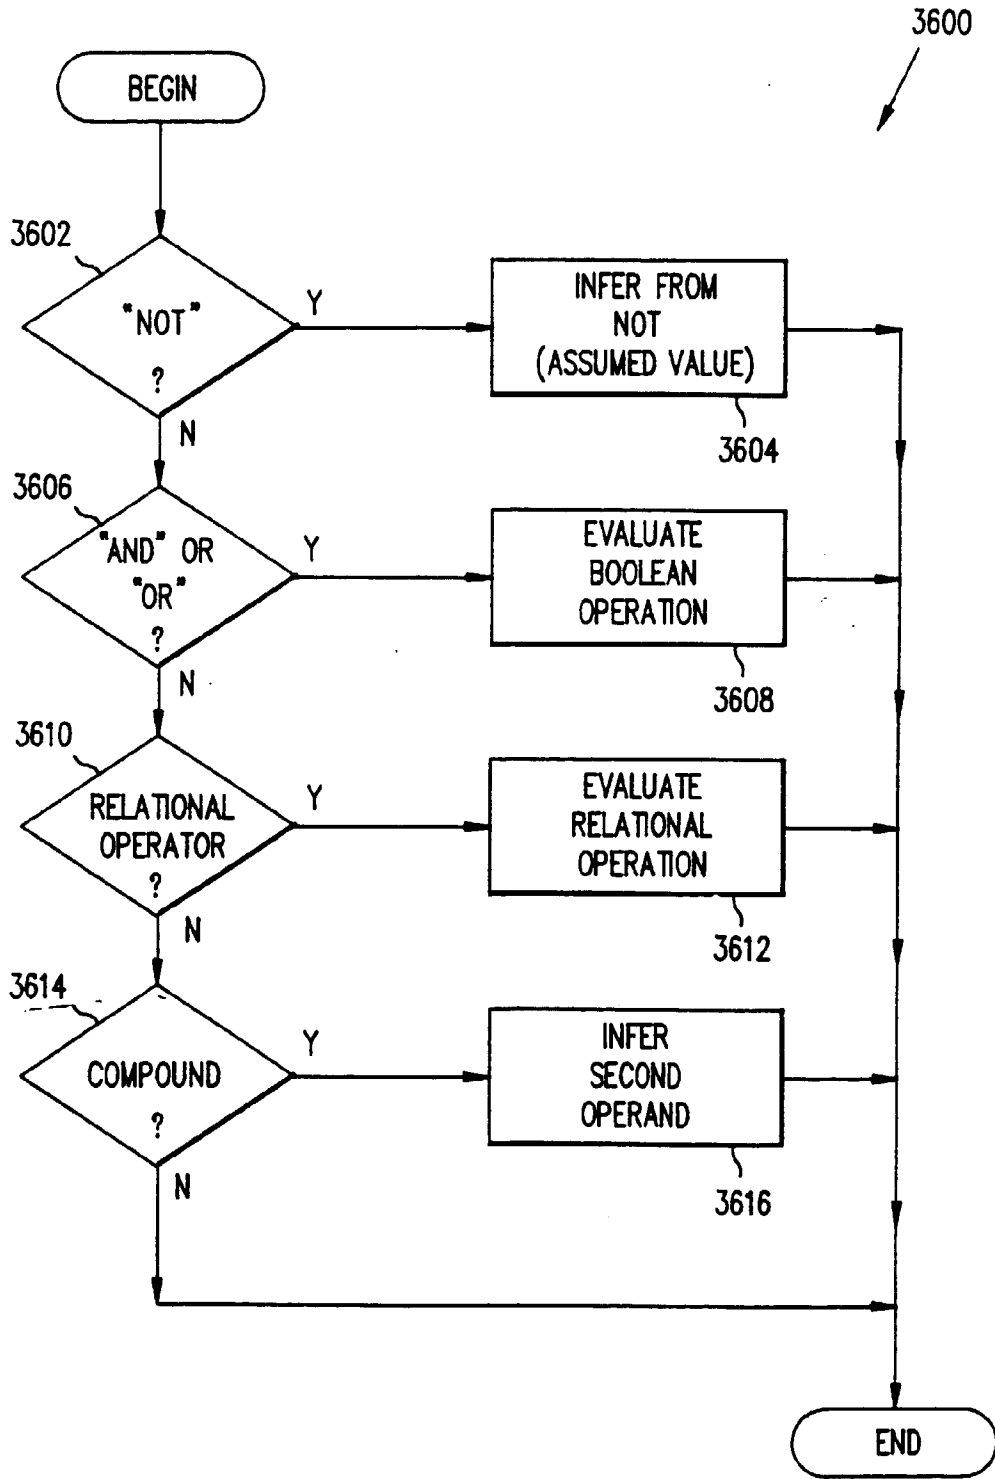 3600
BEGIN
3602
"NOT"
?
Y
N
INFER FROM
NOT
(ASSUMED VALUE)
3604
3606
"AND" OR
"OR"
?
Y
N
EVALUATE
BOOLEAN
OPERATION
3608
3610
RELATIONAL
OPERATOR
?
Y
N
EVALUATE
RELATIONAL
OPERATION
3612
3614
COMPOUND
?
Y
N
INFER
SECOND
OPERAND
3616
END